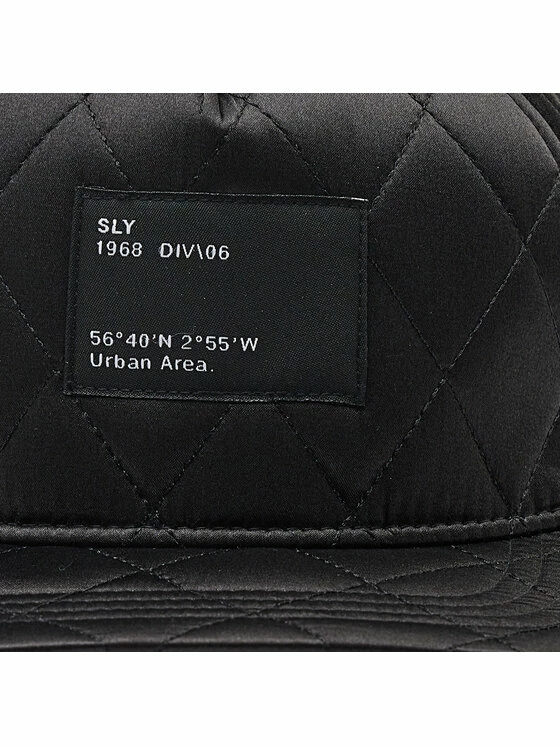 SLY
1968 DIV\06
56°40'N 2°55'W
Urban Area.